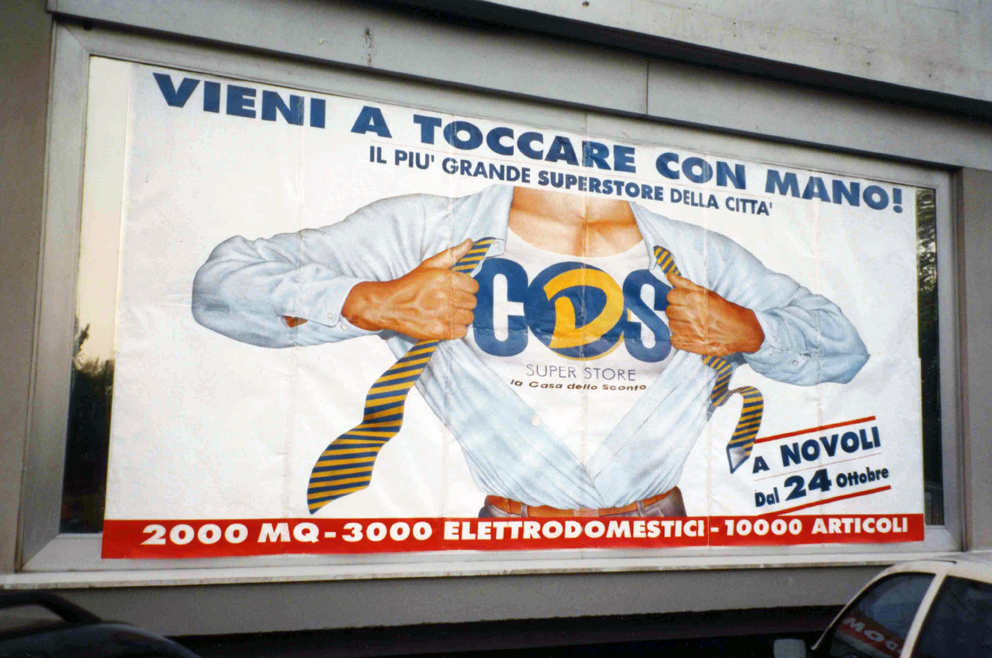 VIENI A TOCCARE CON MANO!
IL PIU' GRANDE SUPERSTORE DELLA CITTA'
CDS
SUPER STORE
la Casa dello Sconto
A NOVOLI
Dal 24 Ottobre
2000 MQ - 3000 ELETTRODOMESTICI - 10000 ARTICOLI